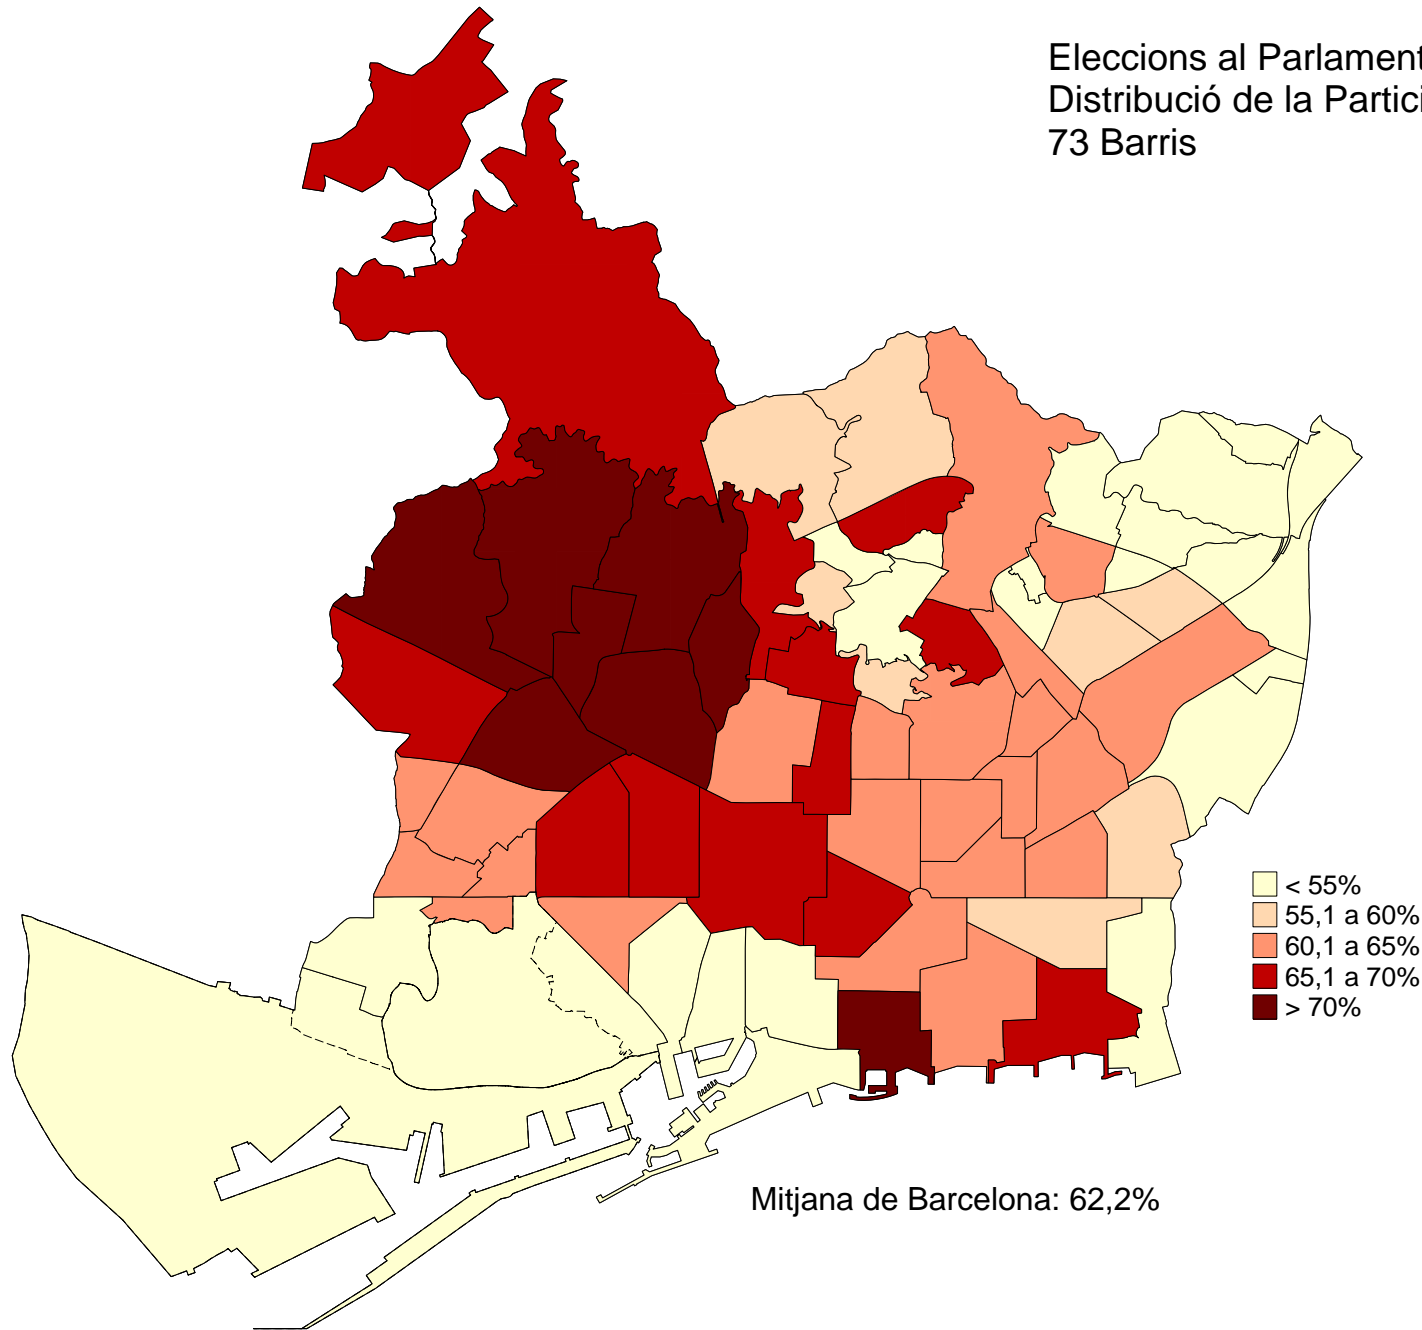 Eleccions al Parlament
Distribució de la Partici
73 Barris
< 55%
55,1 a 60%
60,1 a 65%
65,1 a 70%
> 70%
Mitjana de Barcelona: 62,2%